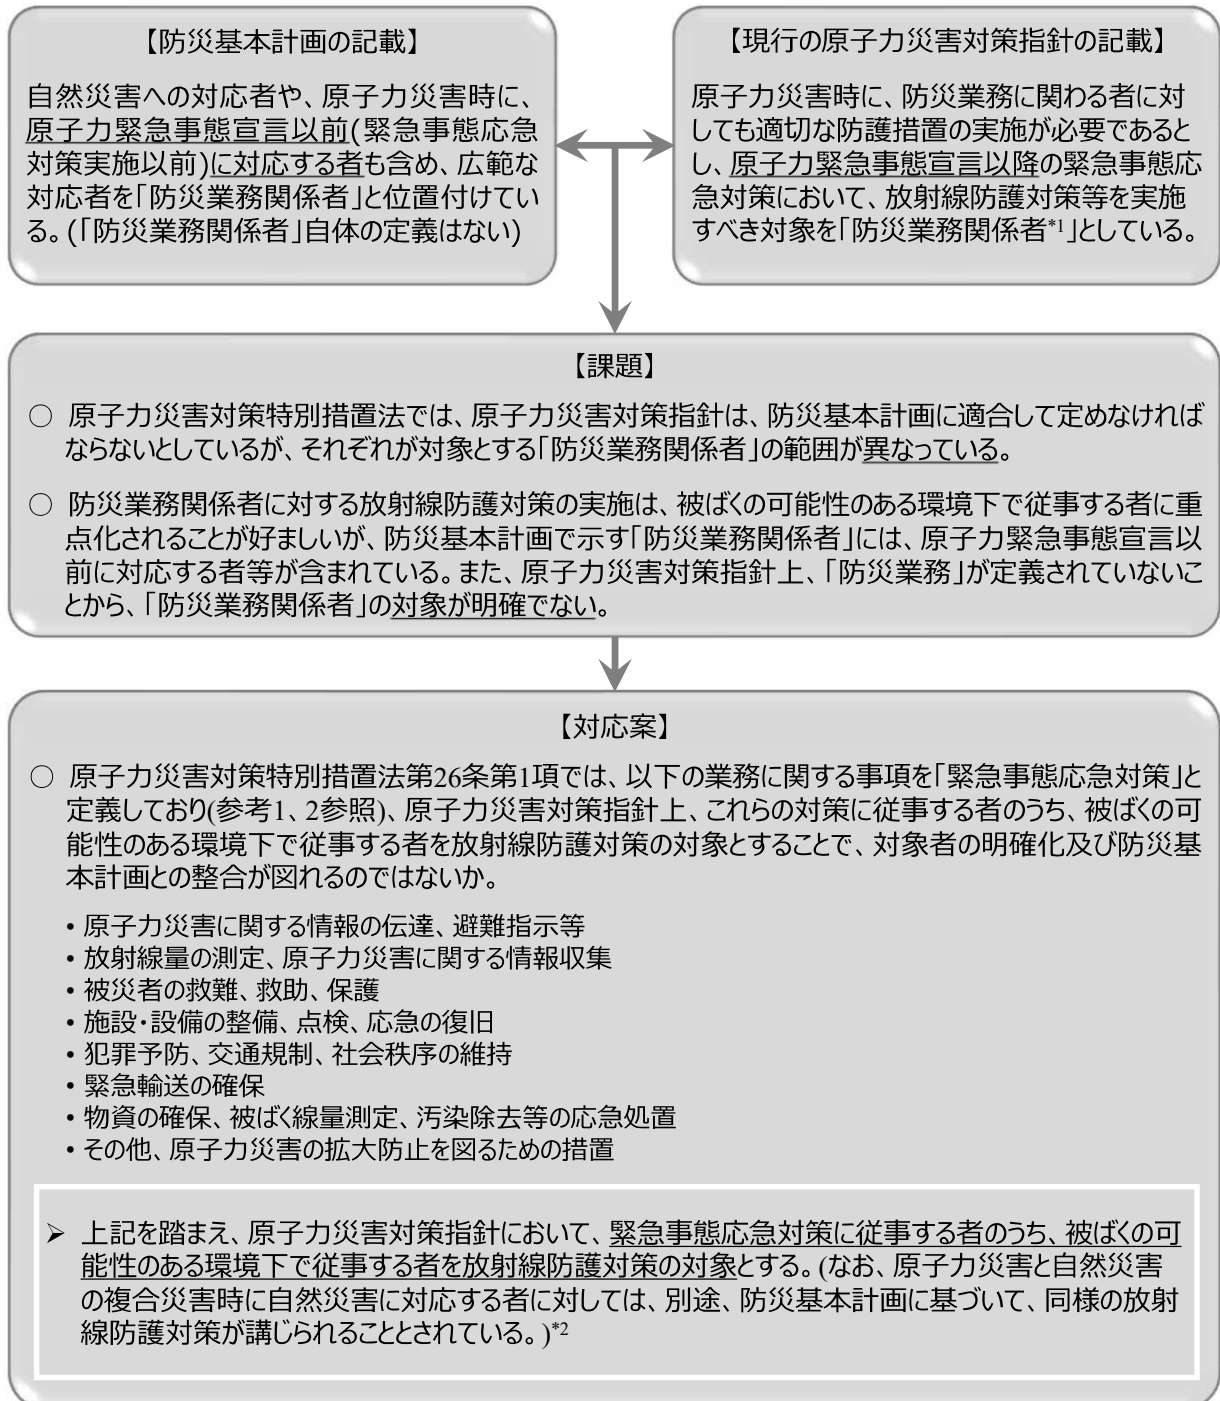 【防災基本計画の記載】
自然災害への対応者や、原子力災害時に、
原子力緊急事態宣言以前(緊急事態応急
対策実施以前)に対応する者も含め、広範な
対応者を「防災業務関係者」と位置付けてい
る。(「防災業務関係者」自体の定義はない)
【現行の原子力災害対策指針の記載】
原子力災害時に、防災業務に関わる者に対
しても適切な防護措置の実施が必要であると
し、原子力緊急事態宣言以降の緊急事態応
急対策において、放射線防護対策等を実施
すべき対象を「防災業務関係者*1」としている。
【課題】
○ 原子力災害対策特別措置法では、原子力災害対策指針は、防災基本計画に適合して定めなければ
ならないとしているが、それぞれが対象とする「防災業務関係者」の範囲が異なっている。
○ 防災業務関係者に対する放射線防護対策の実施は、被ばくの可能性のある環境下で従事する者に重
点化されることが好ましいが、防災基本計画で示す「防災業務関係者」には、原子力緊急事態宣言以
前に対応する者等が含まれている。また、原子力災害対策指針上、「防災業務」が定義されていないこ
とから、「防災業務関係者」の対象が明確でない。
【対応案】
○ 原子力災害対策特別措置法第26条第1項では、以下の業務に関する事項を「緊急事態応急対策」と
定義しており(参考1、2参照)、原子力災害対策指針上、これらの対策に従事する者のうち、被ばくの可
能性のある環境下で従事する者を放射線防護対策の対象とすることで、対象者の明確化及び防災基
本計画との整合が図れるのではないか。
• 原子力災害に関する情報の伝達、避難指示等
• 放射線量の測定、原子力災害に関する情報収集
• 被災者の救難、救助、保護
• 施設・設備の整備、点検、応急の復旧
• 犯罪予防、交通規制、社会秩序の維持
• 緊急輸送の確保
• 物資の確保、被ばく線量測定、汚染除去等の応急処置
• その他、原子力災害の拡大防止を図るための措置
➢ 上記を踏まえ、原子力災害対策指針において、緊急事態応急対策に従事する者のうち、被ばくの可
能性のある環境下で従事する者を放射線防護対策の対象とする。(なお、原子力災害と自然災害
の複合災害時に自然災害に対応する者に対しては、別途、防災基本計画に基づいて、同様の放射
線防護対策が講じられることとされている。)*2